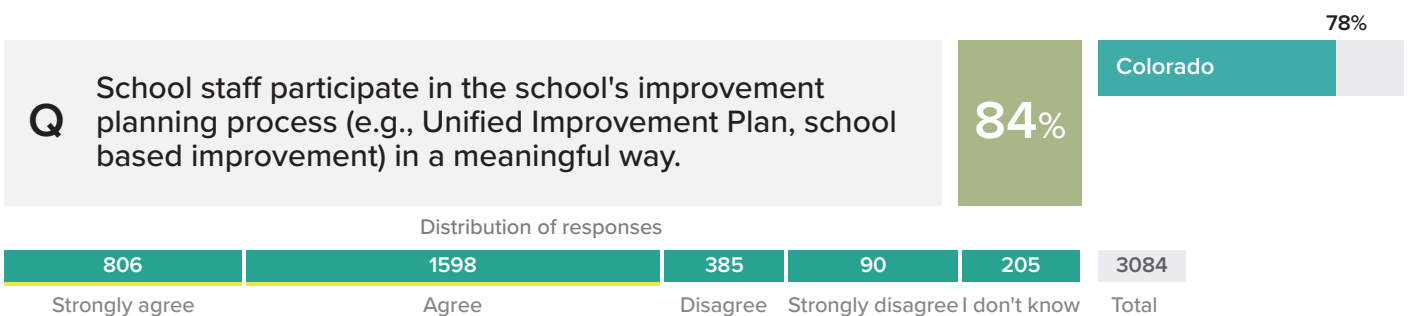 78%
Q
School staff participate in the school's improvement
planning process (e.g., Unified Improvement Plan, school
based improvement) in a meaningful way.
84%
Colorado
Distribution of responses
806 1598 385 90 205 3084
Strongly agree Agree Disagree Strongly disagree I don't know Total